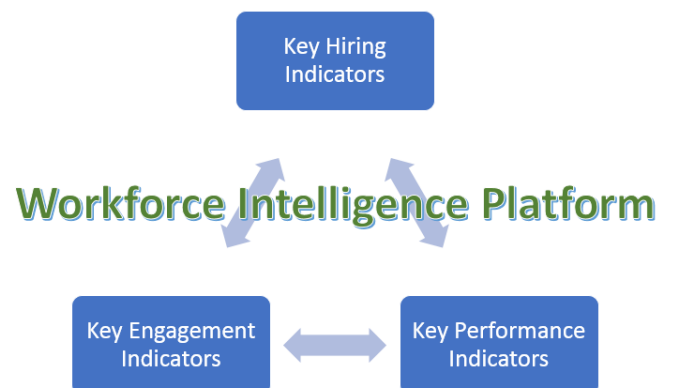 Key Hiring
Indicators
Workforce Intelligence Platform
Key Engagement
Indicators
Key Performance
Indicators